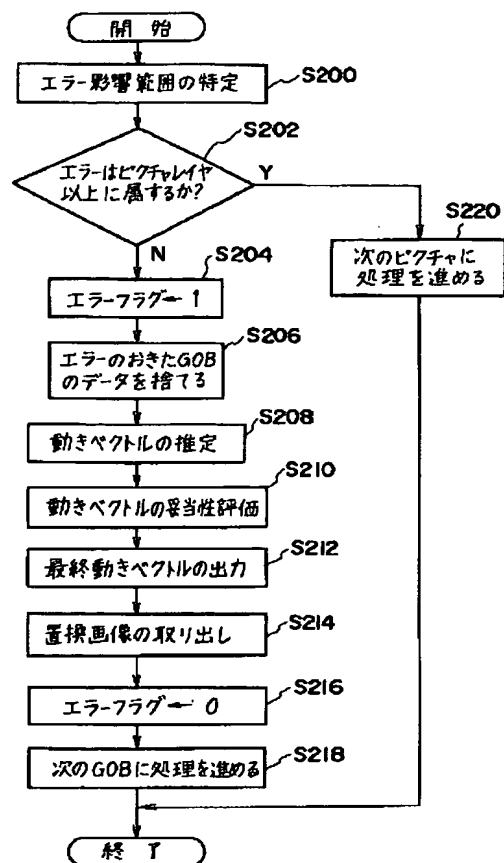 開始
エラー影響範囲の特定
S200
S202
エラーはピクチャレイヤ
以上に属するか?
Y
N
S220
次のピクチャに
処理を進める
S204
エラーフラグ←1
S206
エラーのおきたGOB
のデータを捨てる
S208
動きベクトルの推定
S210
動きベクトルの妥当性評価
S212
最終動きベクトルの出力
S214
置換画像の取り出し
S216
エラーフラグ←0
S218
次のGOBに処理を進める
終了